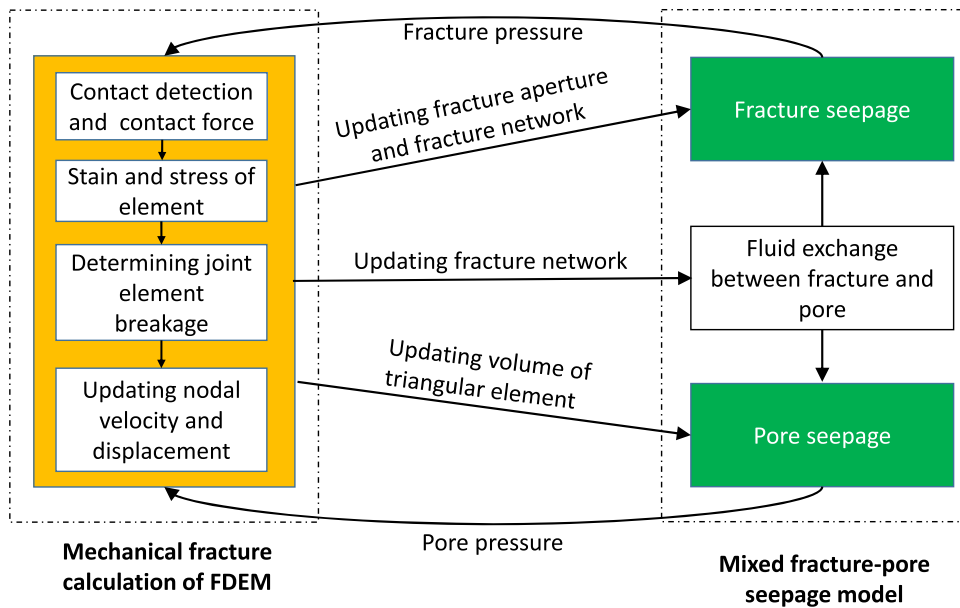 Fracture pressure
Contact detection
and contact force
Stain and stress of
element
Determining joint
element
breakage
Updating nodal
velocity and
displacement
Updating fracture aperture
and fracture network
Updating fracture network
Updating volume of
triangular element
Fracture seepage
Fluid exchange
between fracture and
pore
Pore seepage
Pore pressure
Mechanical fracture
calculation of FDEM
Mixed fracture-pore
seepage model